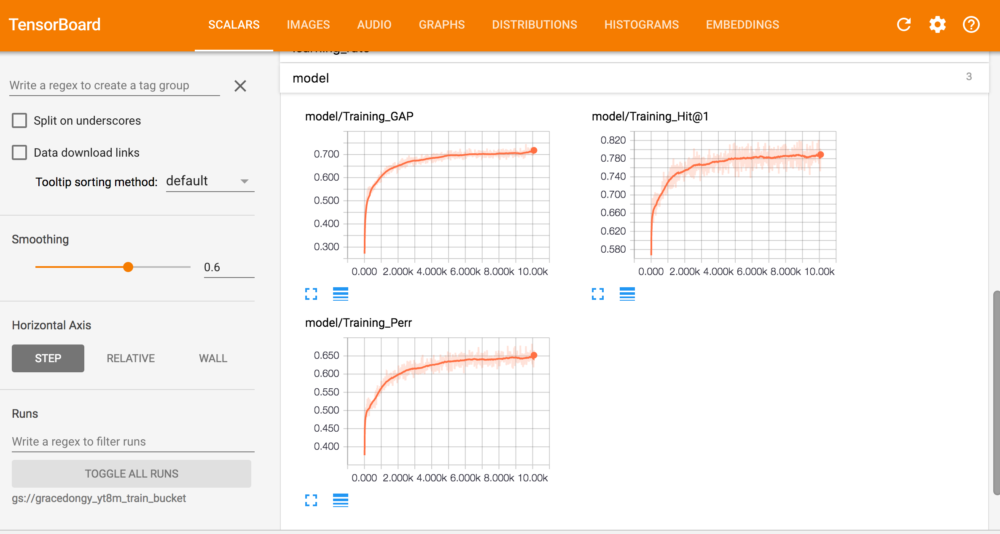 TensorBoard
SCALARS IMAGES AUDIO GRAPHS DISTRIBUTIONS HISTOGRAMS EMBEDDINGS
Write a regex to create a tag group
Split on underscores
Data download links
Tooltip sorting method: default
Smoothing
0.6
Horizontal Axis
STEP RELATIVE WALL
Runs
Write a regex to filter runs
TOGGLE ALL RUNS
gs://gracedongy_yt8m_train_bucket
learning_rate
model 3
model/Training_GAP
0.700
0.600
0.500
0.400
0.300
0.000 2.000k 4.000k 6.000k 8.000k 10.00k
model/Training_Hit@1
0.820
0.780
0.740
0.700
0.660
0.620
0.580
0.000 2.000k 4.000k 6.000k 8.000k 10.00k
model/Training_Perr
0.650
0.600
0.550
0.500
0.450
0.400
0.000 2.000k 4.000k 6.000k 8.000k 10.00k